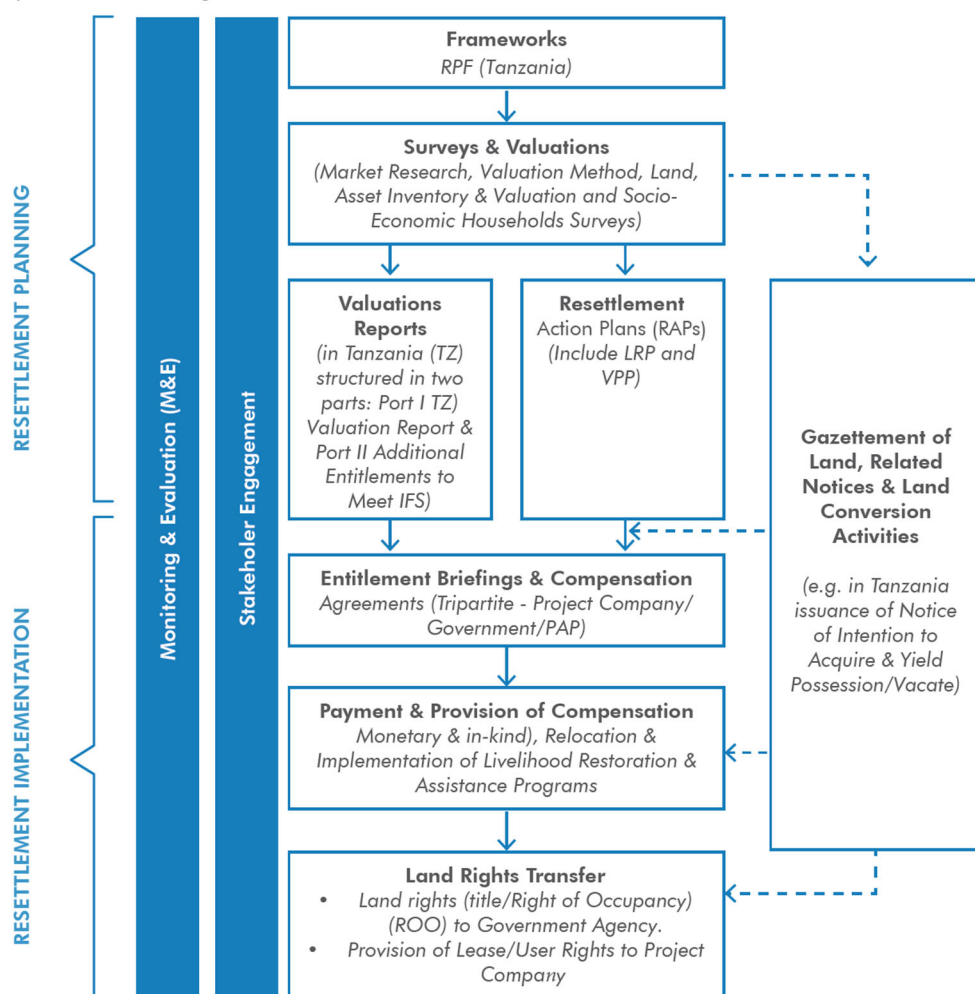 RESETTLEMENT PLANNING
RESETTLEMENT IMPLEMENTATION
Monitoring & Evaluation (M&E)
Stakeholer Engagement
Frameworks
RPF (Tanzania)
Surveys & Valuations
(Market Research, Valuation Method, Land,
Asset Inventory & Valuation and Socio-
Economic Households Surveys)
Valuations
Reports
(in Tanzania (TZ)
structured in two
parts: Port I TZ)
Valuation Report &
Port II Additional
Entitlements to
Meet IFS)
Resettlement
Action Plans (RAPs)
(Include LRP and
VPP)
Gazettement of
Land, Related
Notices & Land
Conversion
Activities
(e.g. in Tanzania
issuance of Notice
of Intention to
Acquire & Yield
Possession/Vacate)
Entitlement Briefings & Compensation
Agreements (Tripartite - Project Company/
Government/PAP)
Payment & Provision of Compensation
Monetary & in-kind), Relocation &
Implementation of Livelihood Restoration &
Assistance Programs
Land Rights Transfer
• Land rights (title/Right of Occupancy)
(ROO) to Government Agency.
• Provision of Lease/User Rights to Project
Company